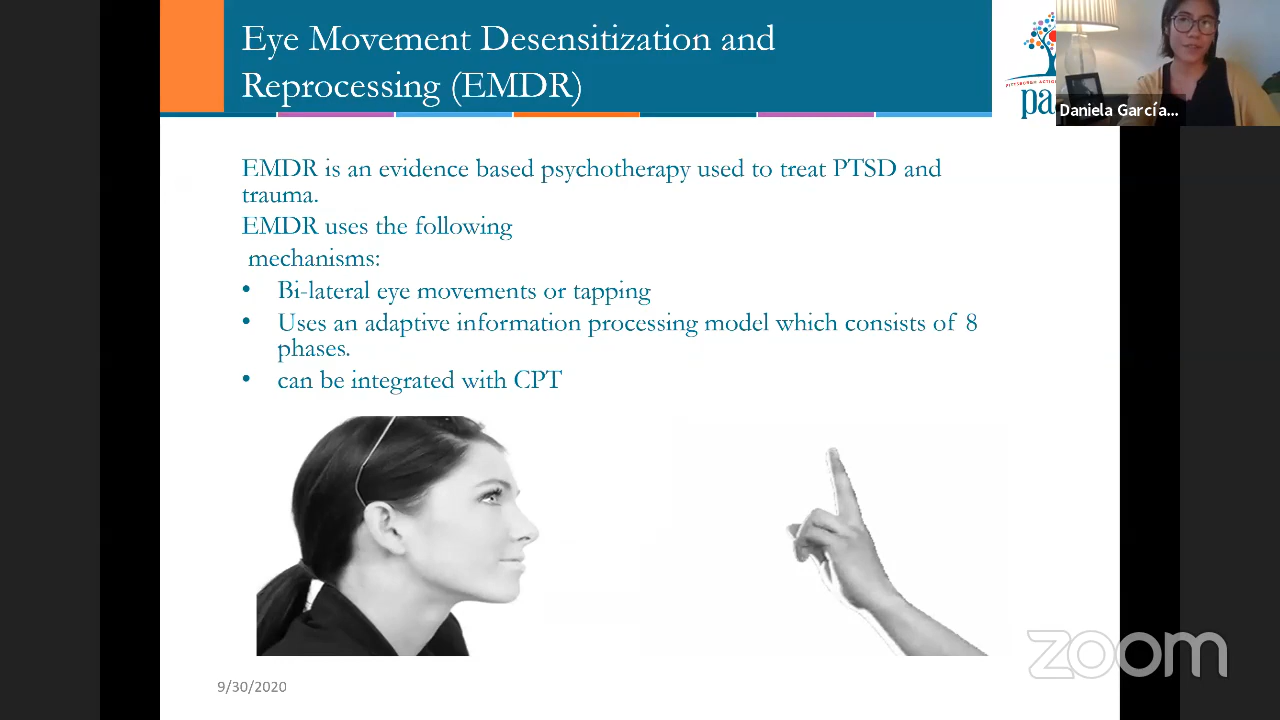 Eye Movement Desensitization and
Reprocessing (EMDR)
Daniela García...
EMDR is an evidence based psychotherapy used to treat PTSD and
trauma.
EMDR uses the following
mechanisms:
• Bi-lateral eye movements or tapping
• Uses an adaptive information processing model which consists of 8
phases.
• can be integrated with CPT
zoom
9/30/2020